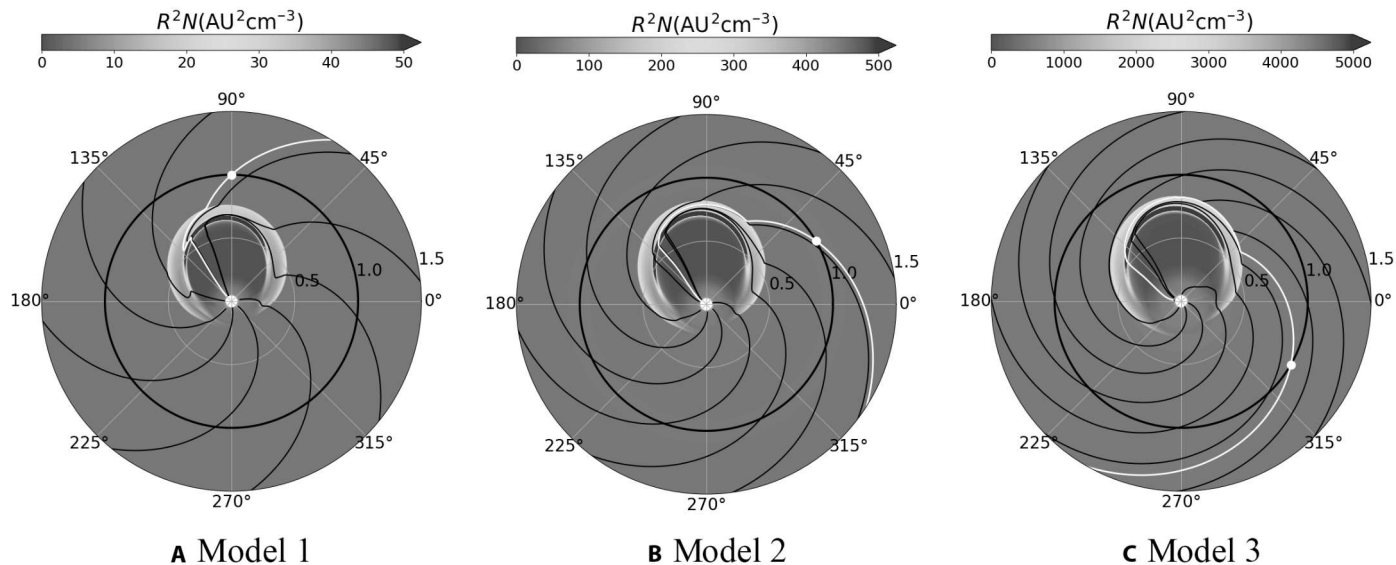 R²N(AU²cm⁻³) R²N(AU²cm⁻³) R²N(AU²cm⁻³)
0 10 20 30 40 50 0 100 200 300 400 500 0 1000 2000 3000 4000 5000
90° 90° 90°
135° 45° 135° 45° 135° 45°
1.5 1.5 1.5
1.0 1.0 1.0
0.5 0.5 0.5
180° 0° 180° 0° 180° 0°
225° 315° 225° 315° 225° 315°
270° 270° 270°
A Model 1 B Model 2 C Model 3